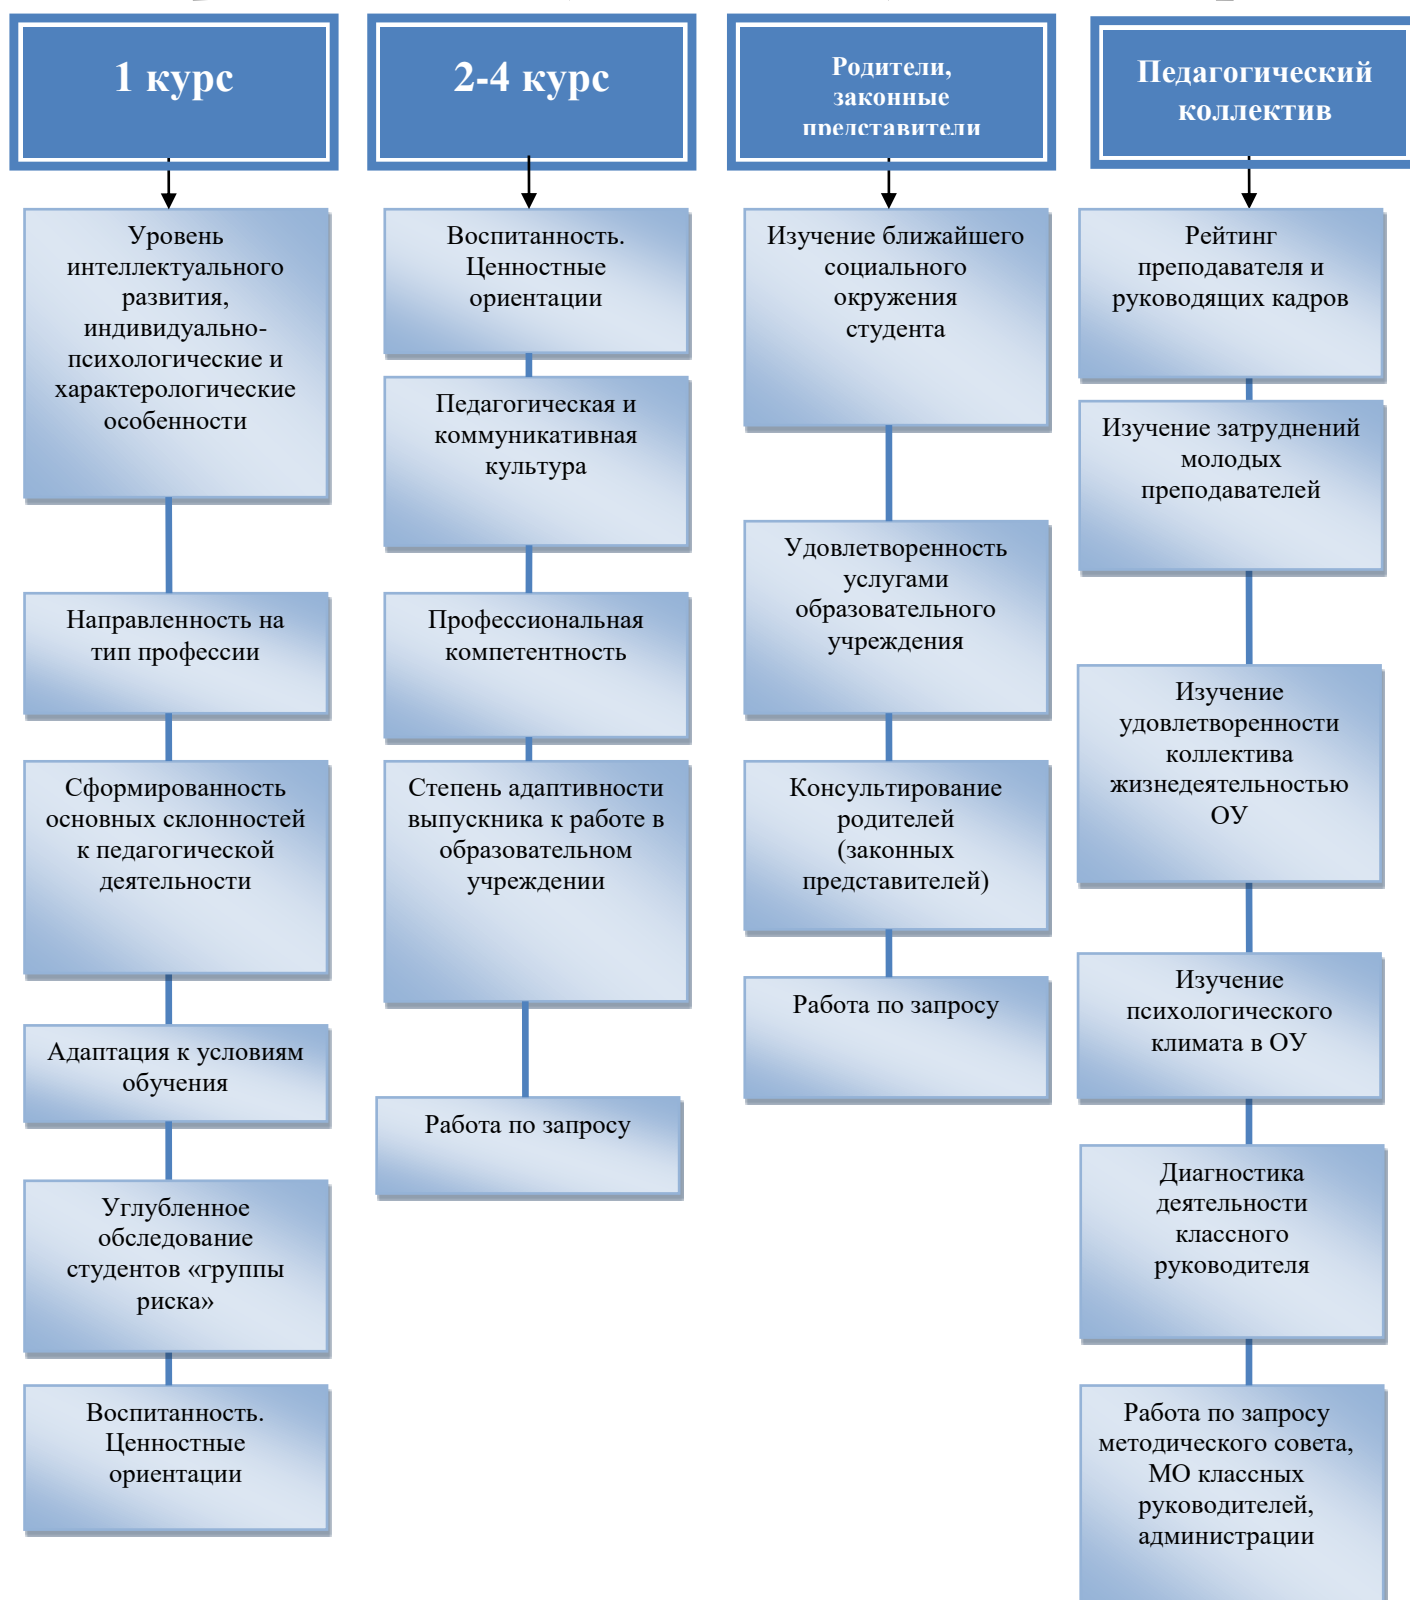 1 курс
Уровень
интеллектуального
развития,
индивидуально-
психологические и
характерологические
особенности
Направленность на
тип профессии
Сформированность
основных склонностей
к педагогической
деятельности
Адаптация к условиям
обучения
Углубленное
обследование
студентов «группы
риска»
Воспитанность.
Ценностные
ориентации
2-4 курс
Воспитанность.
Ценностные
ориентации
Педагогическая и
коммуникативная
культура
Профессиональная
компетентность
Степень адаптивности
выпускника к работе в
образовательном
учреждении
Работа по запросу
Родители,
законные
представители
Изучение ближайшего
социального
окружения
студента
Удовлетворенность
услугами
образовательного
учреждения
Консультирование
родителей
(законных
представителей)
Работа по запросу
Педагогический
коллектив
Рейтинг
преподавателя и
руководящих кадров
Изучение затруднений
молодых
преподавателей
Изучение
удовлетворенности
коллектива
жизнедеятельностью
ОУ
Изучение
психологического
климата в ОУ
Диагностика
деятельности
классного
руководителя
Работа по запросу
методического совета,
МО классных
руководителей,
администрации